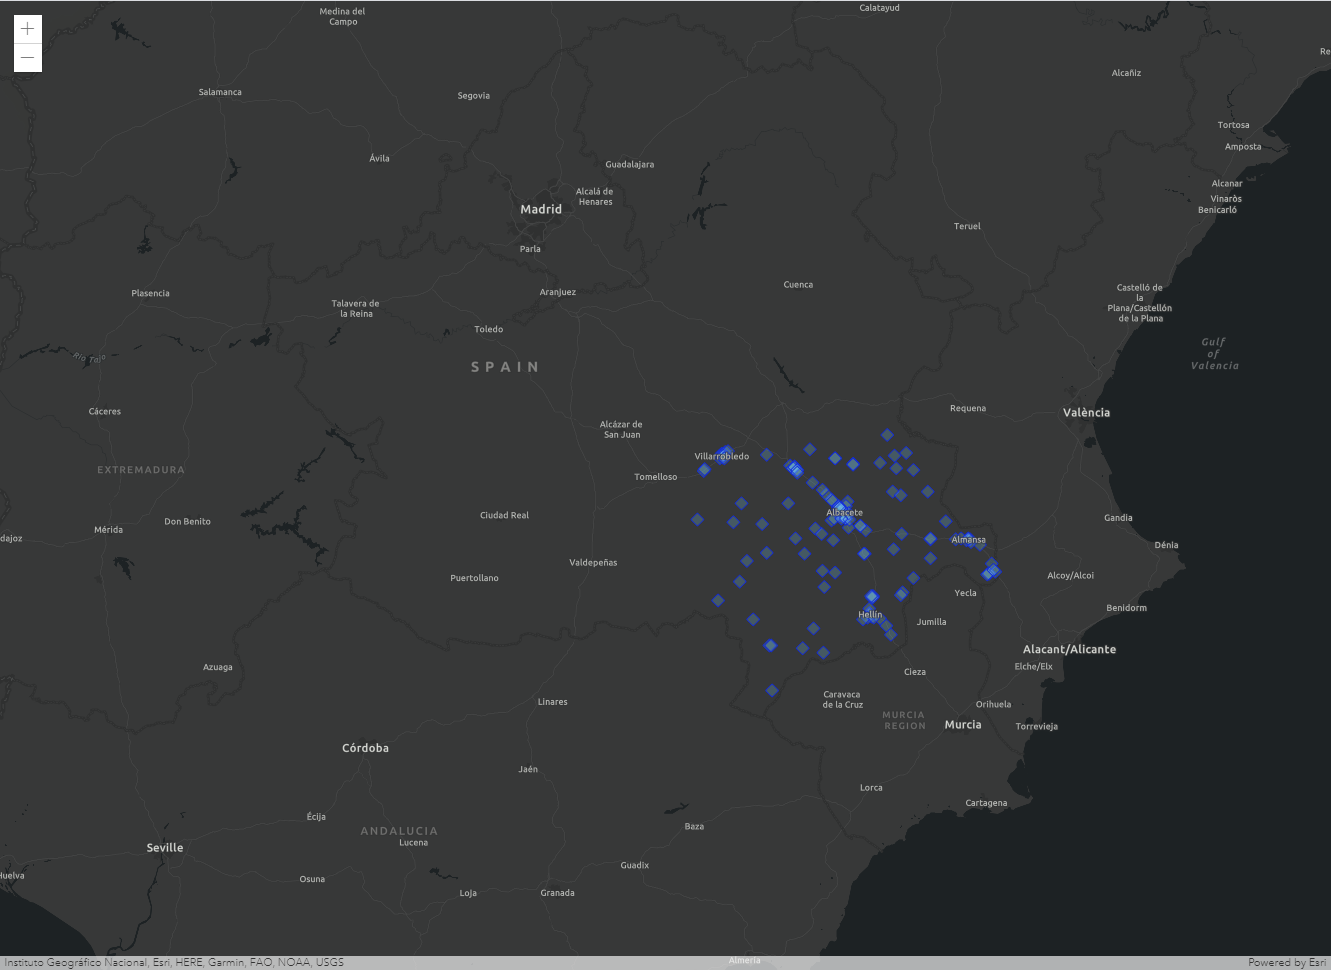 Medina del
Campo
Calatayud
Re
Alcañiz
Salamanca
Segovia
Tortosa
Amposta
Ávila
Guadalajara
Alcalá de
Henares
Alcanar
Vinaròs
Benicarló
Madrid
Teruel
Parla
Cuenca
Plasencia
Aranjuez
Castelló de
la
Plana/Castellón
de la Plana
Talavera de
la Reina
Toledo
Gulf
of
Valencia
Río Tajo
SPAIN
Cáceres
Requena
València
Alcázar de
San Juan
Villarrobledo
EXTREMADURA
Tomelloso
Albacete
Ciudad Real
Gandia
Don Benito
Mérida
dajoz
Almansa
Dénia
Valdepeñas
Puertollano
Alcoy/Alcoi
Yecla
Benidorm
Hellín
Jumilla
Alacant/Alicante
Azuaga
Elche/Elx
Cieza
Caravaca
de la Cruz
Linares
Orihuela
MURCIA
REGION
Murcia
Torrevieja
Córdoba
Jaén
Lorca
Cartagena
Écija
Baza
ANDALUCIA
Lucena
Seville
Guadix
Huelva
Osuna
Loja
Granada
Almería
Instituto Geográfico Nacional, Esri, HERE, Garmin, FAO, NOAA, USGS
Powered by Esri